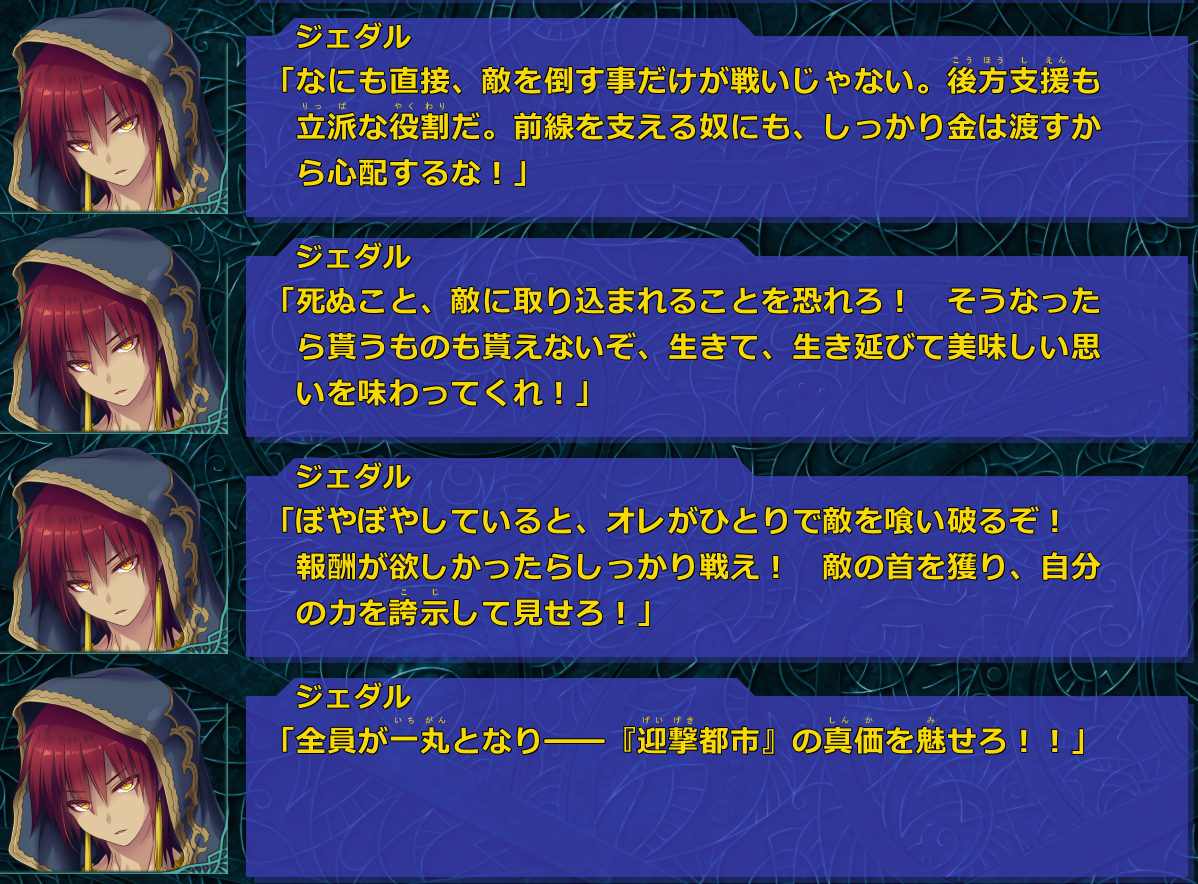 ジェダル
「なにも直接、敵を倒す事だけが戦いじゃない。後方支援も
立派な役割だ。前線を支える奴にも、しっかり金は渡すか
ら心配するな！」
ジェダル
「死ぬこと、敵に取り込まれることを恐れろ！　そうなった
ら貰うものも貰えないぞ、生きて、生き延びて美味しい思
いを味わってくれ！」
ジェダル
「ぼやぼやしていると、オレがひとりで敵を喰い破るぞ！
報酬が欲しかったらしっかり戦え！　敵の首を獲り、自分
の力を誇示して見せろ！」
ジェダル
「全員が一丸となり――『迎撃都市』の真価を魅せろ！！」